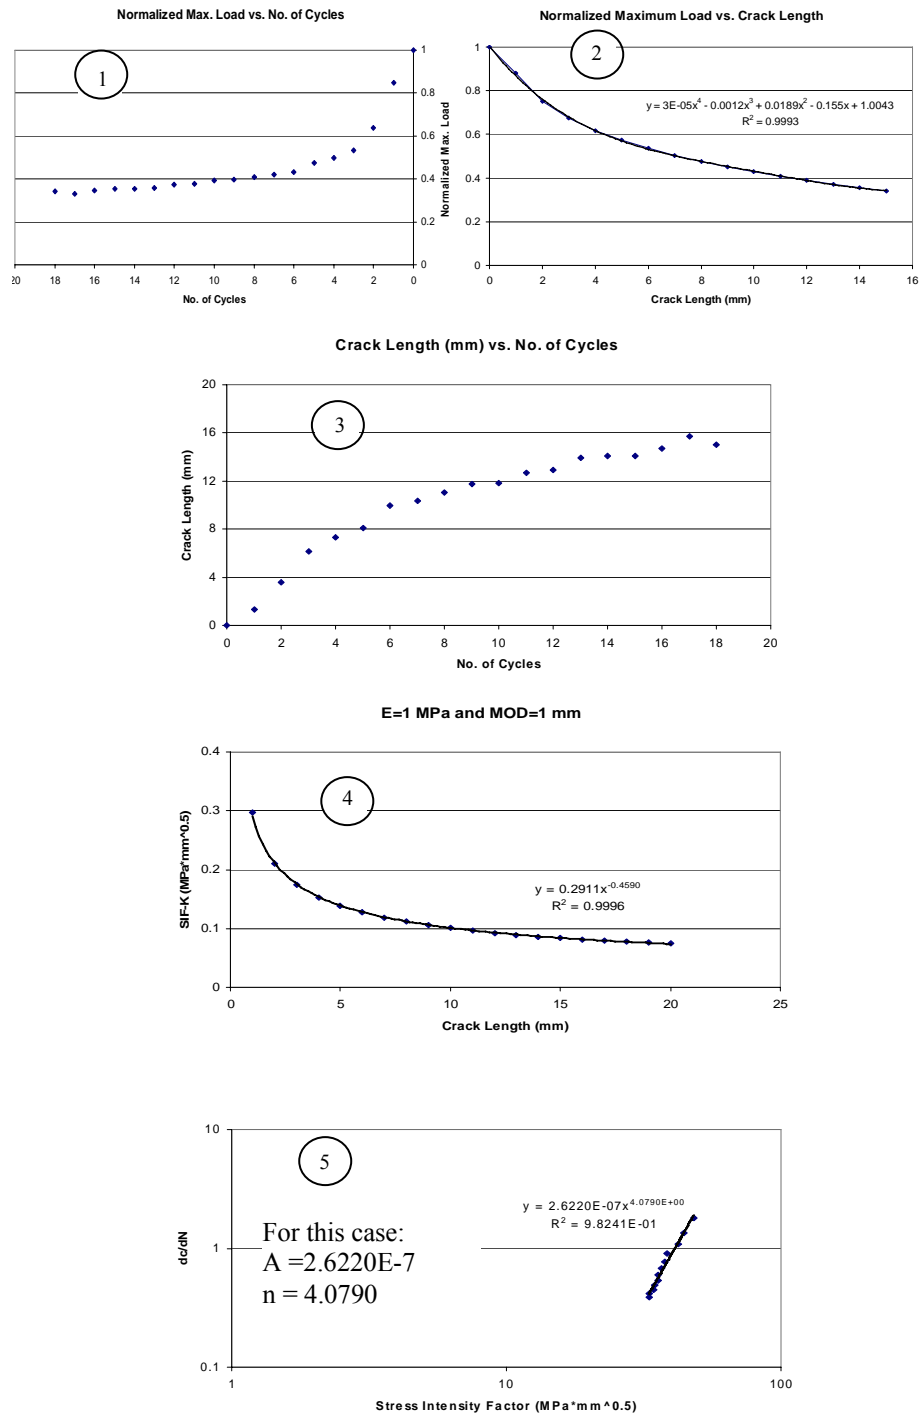 Normalized Max. Load vs. No. of Cycles
1
1
0.8
0.6
0.4
0.2
0
Normalized Max. Load
20 18 16 14 12 10 8 6 4 2 0
No. of Cycles
Normalized Maximum Load vs. Crack Length
2
y = 3E-05x^4 - 0.0012x^3 + 0.0189x^2 - 0.155x + 1.0043
R^2 = 0.9993
1
0.8
0.6
0.4
0.2
0
0 2 4 6 8 10 12 14 16
Crack Length (mm)
Crack Length (mm) vs. No. of Cycles
3
20
16
12
8
4
0
Crack Length (mm)
0 2 4 6 8 10 12 14 16 18 20
No. of Cycles
E=1 MPa and MOD=1 mm
4
0.4
0.3
0.2
0.1
0
SIF-K (MPa*mm^0.5)
y = 0.2911x^-0.4590
R^2 = 0.9996
0 5 10 15 20 25
Crack Length (mm)
5
10
1
0.1
dc/dN
y = 2.6220E-07x^4.0790E+00
R^2 = 9.8241E-01
For this case:
A =2.6220E-7
n = 4.0790
1 10 100
Stress Intensity Factor (MPa*mm^0.5)